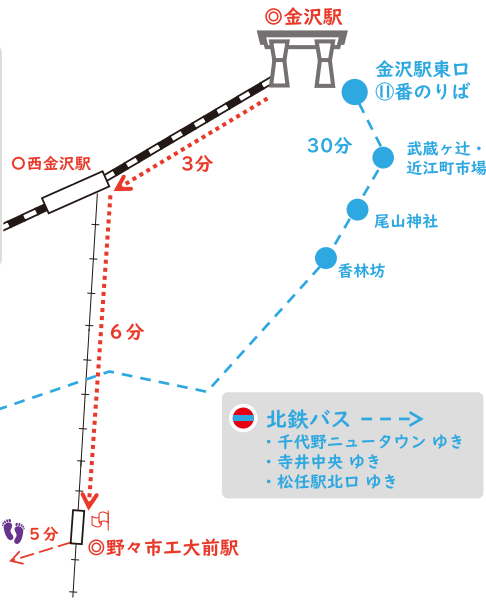 ◎金沢駅
金沢駅東口
⑪番のりば
30分
武蔵ヶ辻・
近江町市場
3分
○西金沢駅
尾山神社
香林坊
6分
北鉄バス
・千代野ニュータウン ゆき
・寺井中央 ゆき
・松任駅北口 ゆき
5分
◎野々市工大前駅